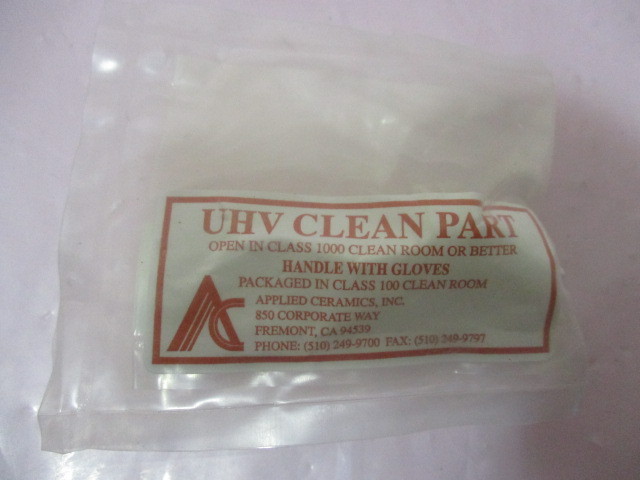 UHV CLEAN PART
OPEN IN CLASS 1000 CLEAN ROOM OR BETTER
HANDLE WITH GLOVES
PACKAGED IN CLASS 100 CLEAN ROOM
AC
APPLIED CERAMICS, INC.
850 CORPORATE WAY
FREMONT, CA 94539
PHONE: (510) 249-9700 FAX: (510) 249-9797